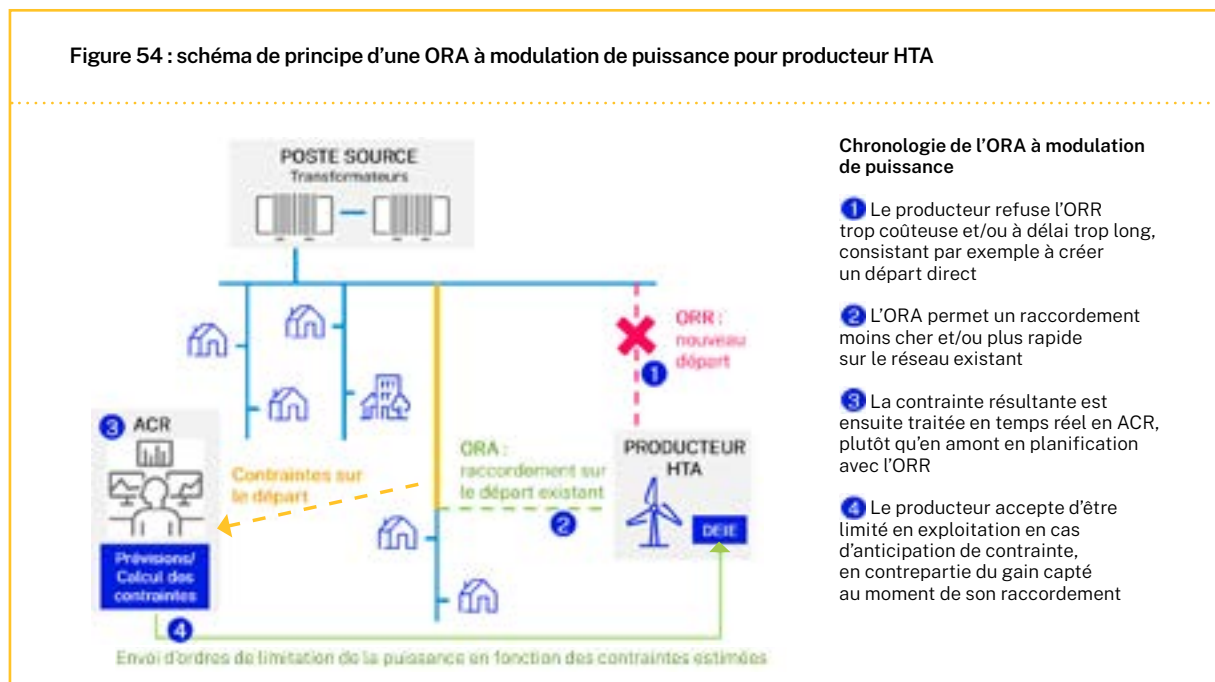 Figure 54 : schéma de principe d'une ORA à modulation de puissance pour producteur HTA
POSTE SOURCE
Transformateurs
ORR :
nouveau
départ
1
3 ACR
Contraintes sur
le départ
Prévisions/
Calcul des
contraintes
ORA :
raccordement sur
le départ existant
2
PRODUCTEUR
HTA
DEIE
4
Envoi d'ordres de limitation de la puissance en fonction des contraintes estimées
Chronologie de l'ORA à modulation
de puissance
1 Le producteur refuse l'ORR
trop coûteuse et/ou à délai trop long,
consistant par exemple à créer
un départ direct
2 L'ORA permet un raccordement
moins cher et/ou plus rapide
sur le réseau existant
3 La contrainte résultante est
ensuite traitée en temps réel en ACR,
plutôt qu'en amont en planification
avec l'ORR
4 Le producteur accepte d'être
limité en exploitation en cas
d'anticipation de contrainte,
en contrepartie du gain capté
au moment de son raccordement